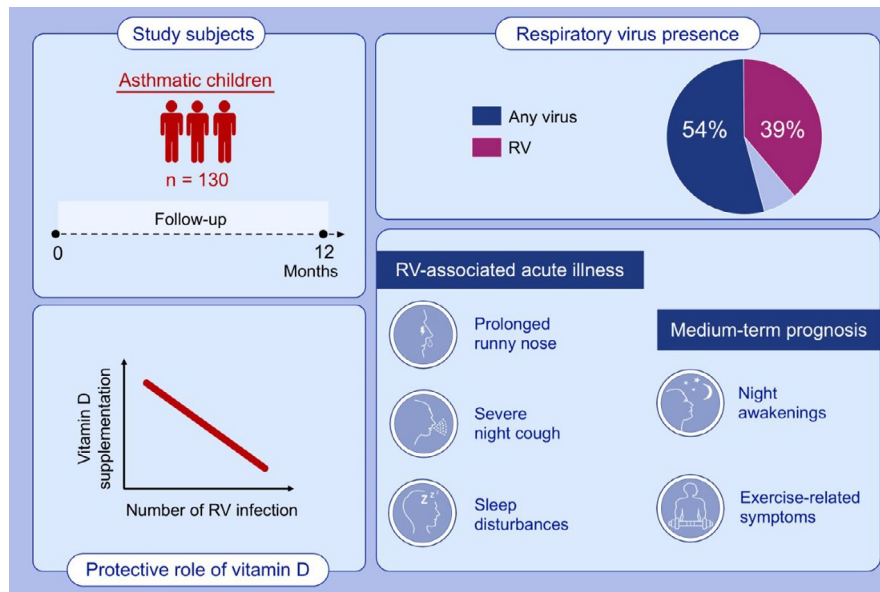 Study subjects
Asthmatic children
n = 130
Follow-up
0
12
Months
Respiratory virus presence
Any virus
RV
54%
39%
RV-associated acute illness
Prolonged
runny nose
Severe
night cough
Sleep
disturbances
Medium-term prognosis
Night
awakenings
Exercise-related
symptoms
Vitamin D
supplementation
Number of RV infection
Protective role of vitamin D
z z z